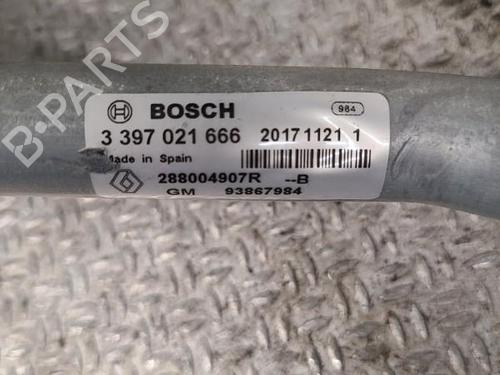 BOSCH
984
3 397 021 666 20171121 1
Made in Spain
288004907R --B
GM 93867984
B-PARTS